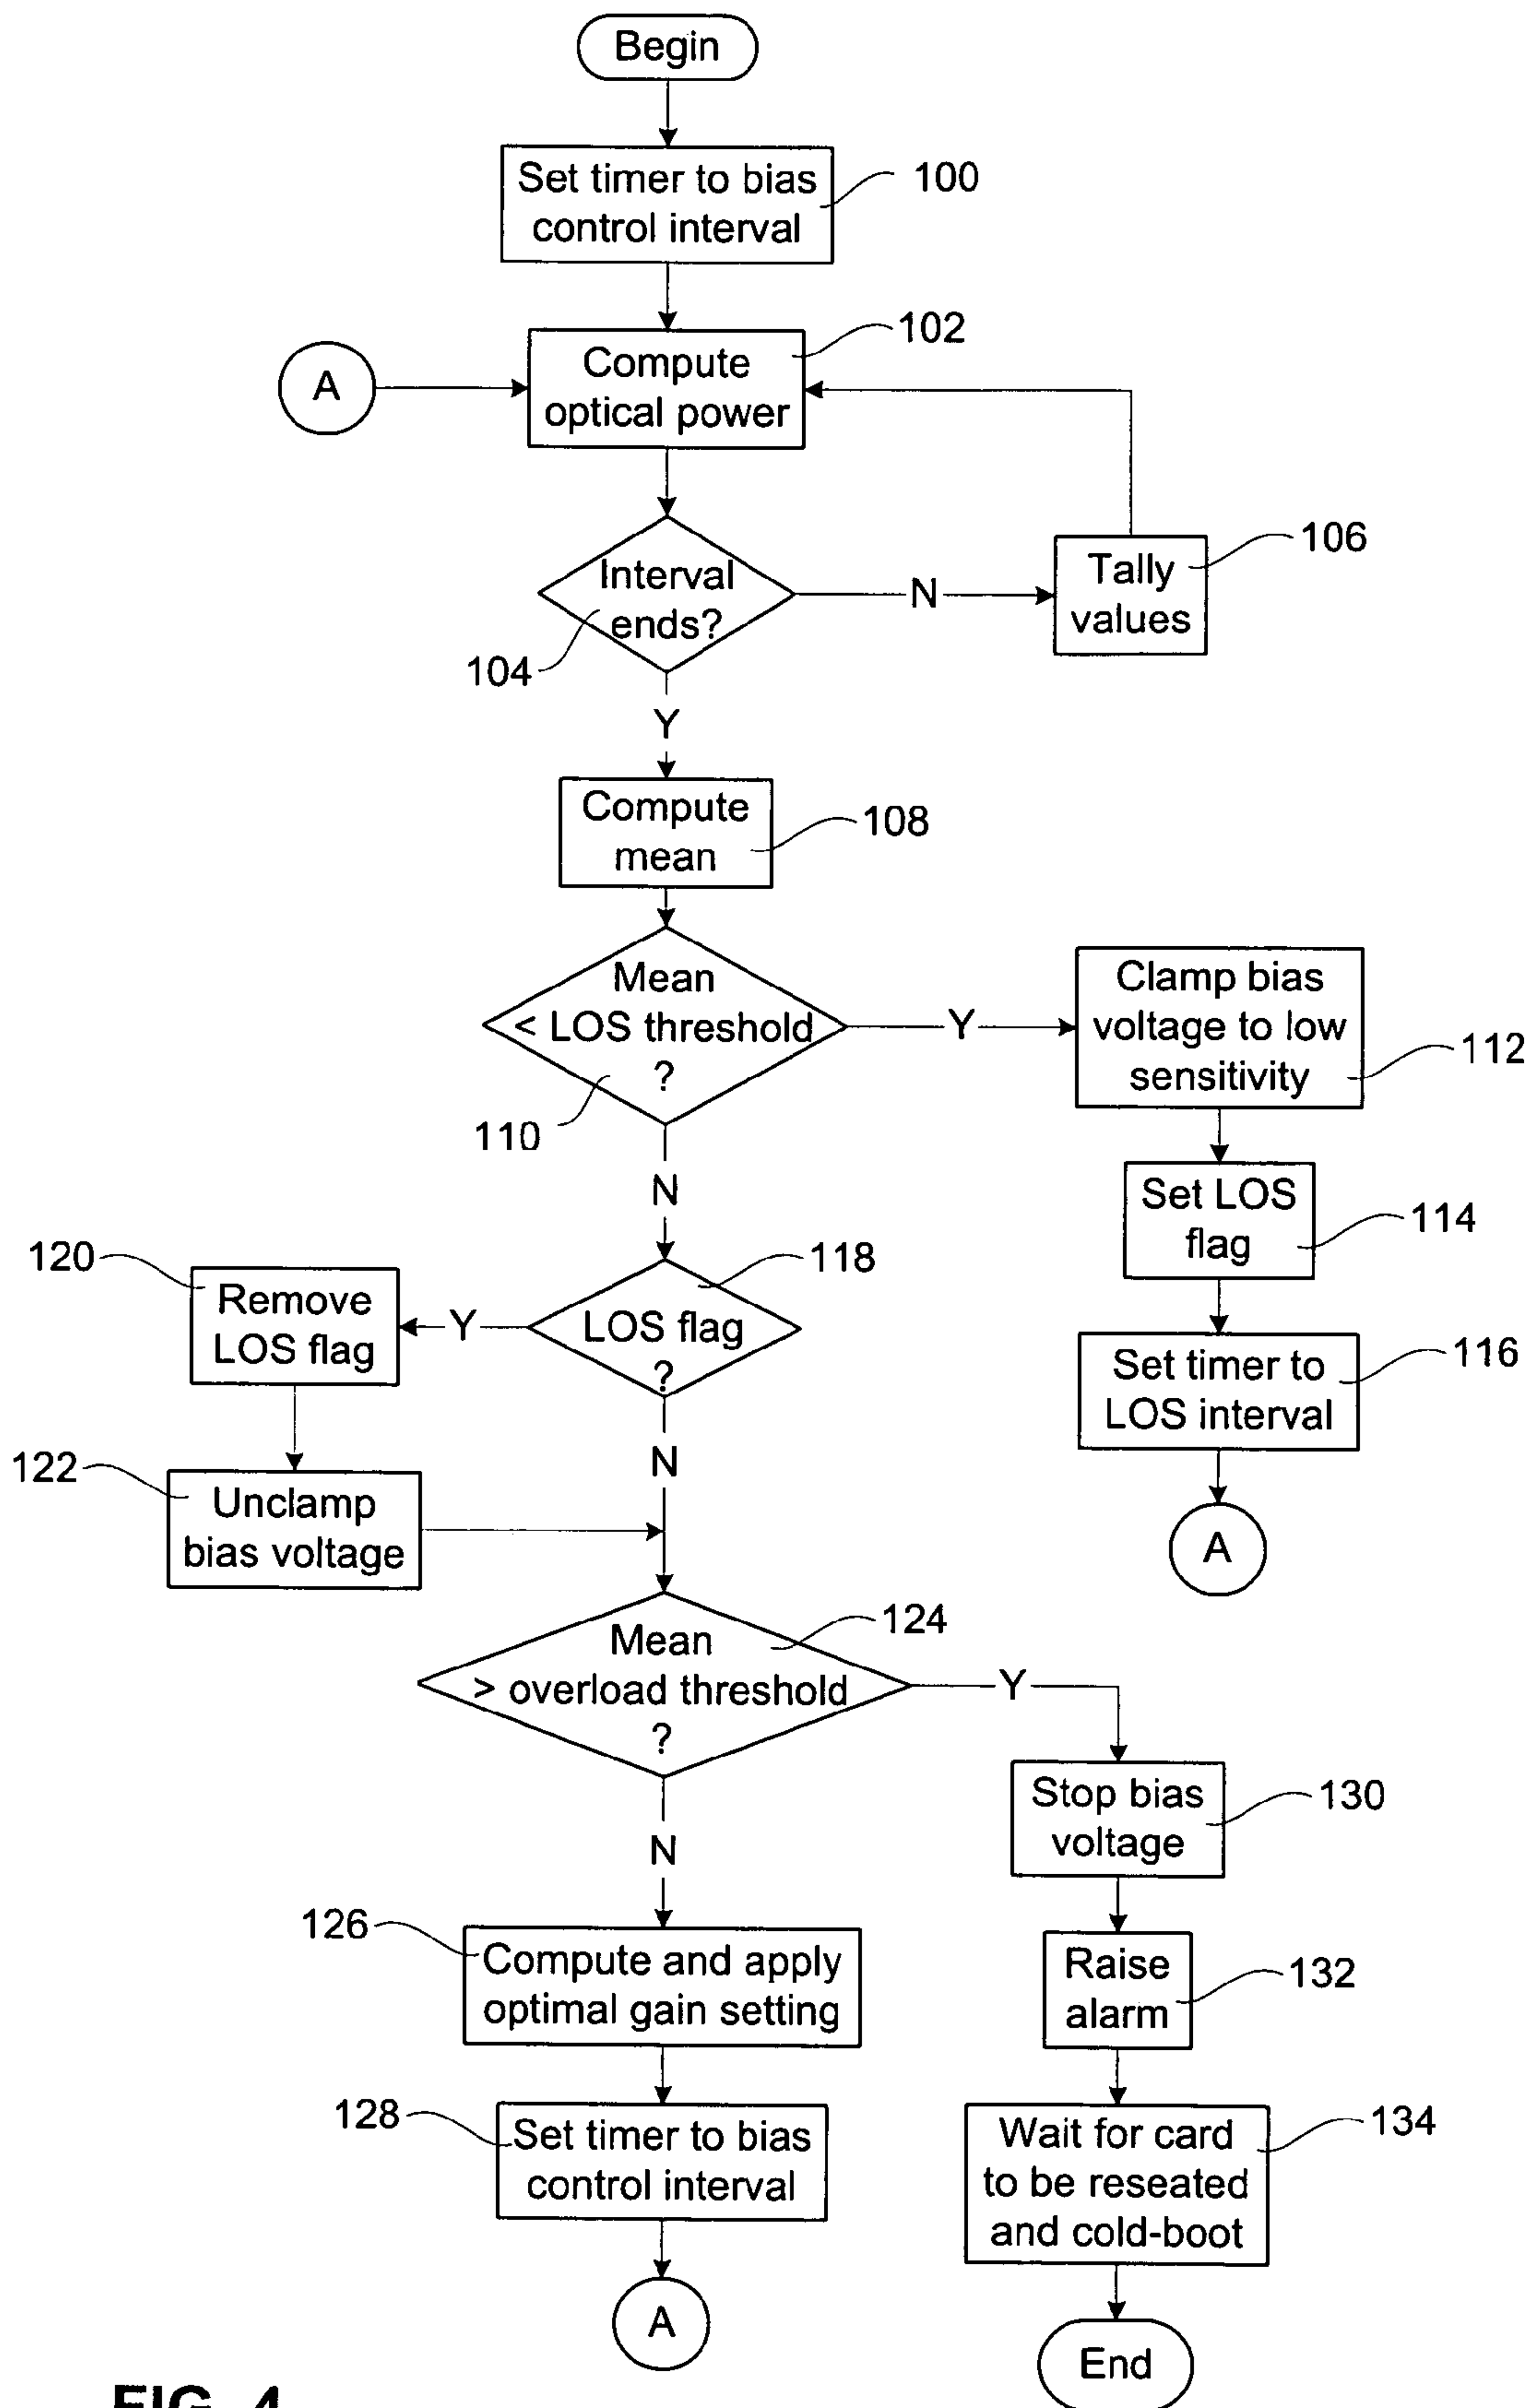 Begin
Set timer to bias
control interval
100
Compute
optical power
102
A
Interval
ends?
104
N
Tally
values
106
Y
Compute
mean
108
Mean
< LOS threshold
?
110
Y
Clamp bias
voltage to low
sensitivity
112
Set LOS
flag
114
Set timer to
LOS interval
116
A
N
LOS flag
?
118
Y
Remove
LOS flag
120
Unclamp
bias voltage
122
N
Mean
> overload threshold
?
124
Y
Stop bias
voltage
130
Raise
alarm
132
Wait for card
to be reseated
and cold-boot
134
End
N
Compute and apply
optimal gain setting
126
Set timer to bias
control interval
128
A
FIG. 4